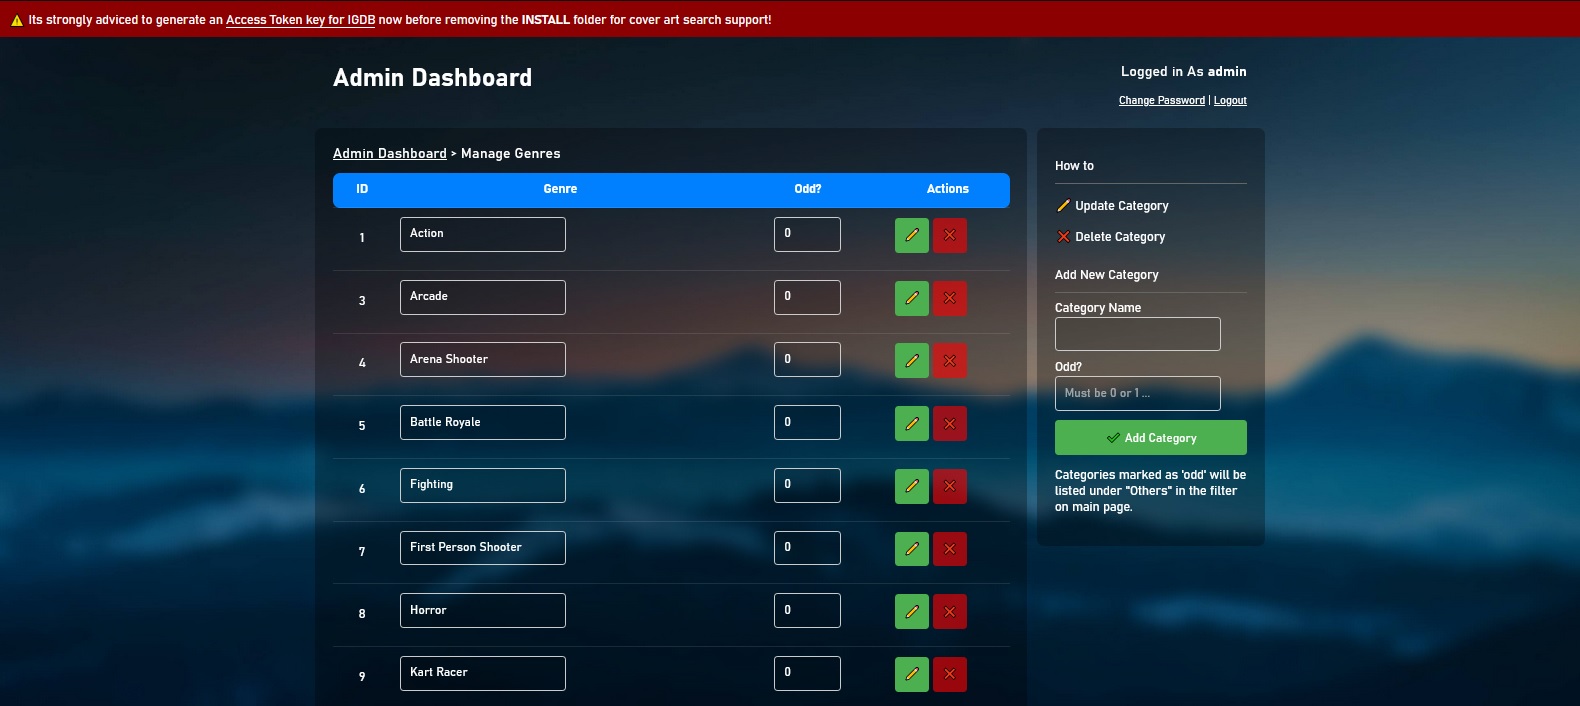 Its strongly adviced to generate an Access Token key for IGDB now before removing the INSTALL folder for cover art search support!
Admin Dashboard
Logged in As admin
Change Password | Logout
Admin Dashboard > Manage Genres
ID Genre Odd? Actions
1 Action 0
3 Arcade 0
4 Arena Shooter 0
5 Battle Royale 0
6 Fighting 0
7 First Person Shooter 0
8 Horror 0
9 Kart Racer 0
How to
Update Category
Delete Category
Add New Category
Category Name
Odd?
Must be 0 or 1 ...
Add Category
Categories marked as 'odd' will be
listed under "Others" in the filter
on main page.